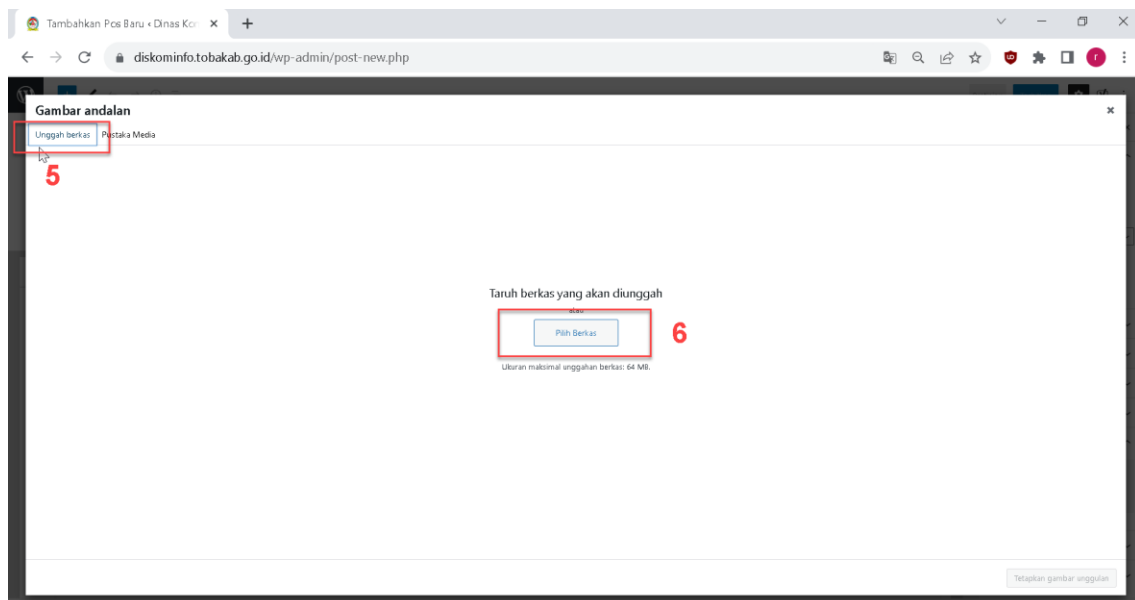 Tambahkan Pos Baru ‹ Dinas Kor
diskominfo.tobakab.go.id/wp-admin/post-new.php
r
Gambar andalan
Unggah berkas Pustaka Media
5
Taruh berkas yang akan diunggah
atau
Pilih Berkas
6
Ukuran maksimal unggahan berkas: 64 MB.
Tetapkan gambar unggulan